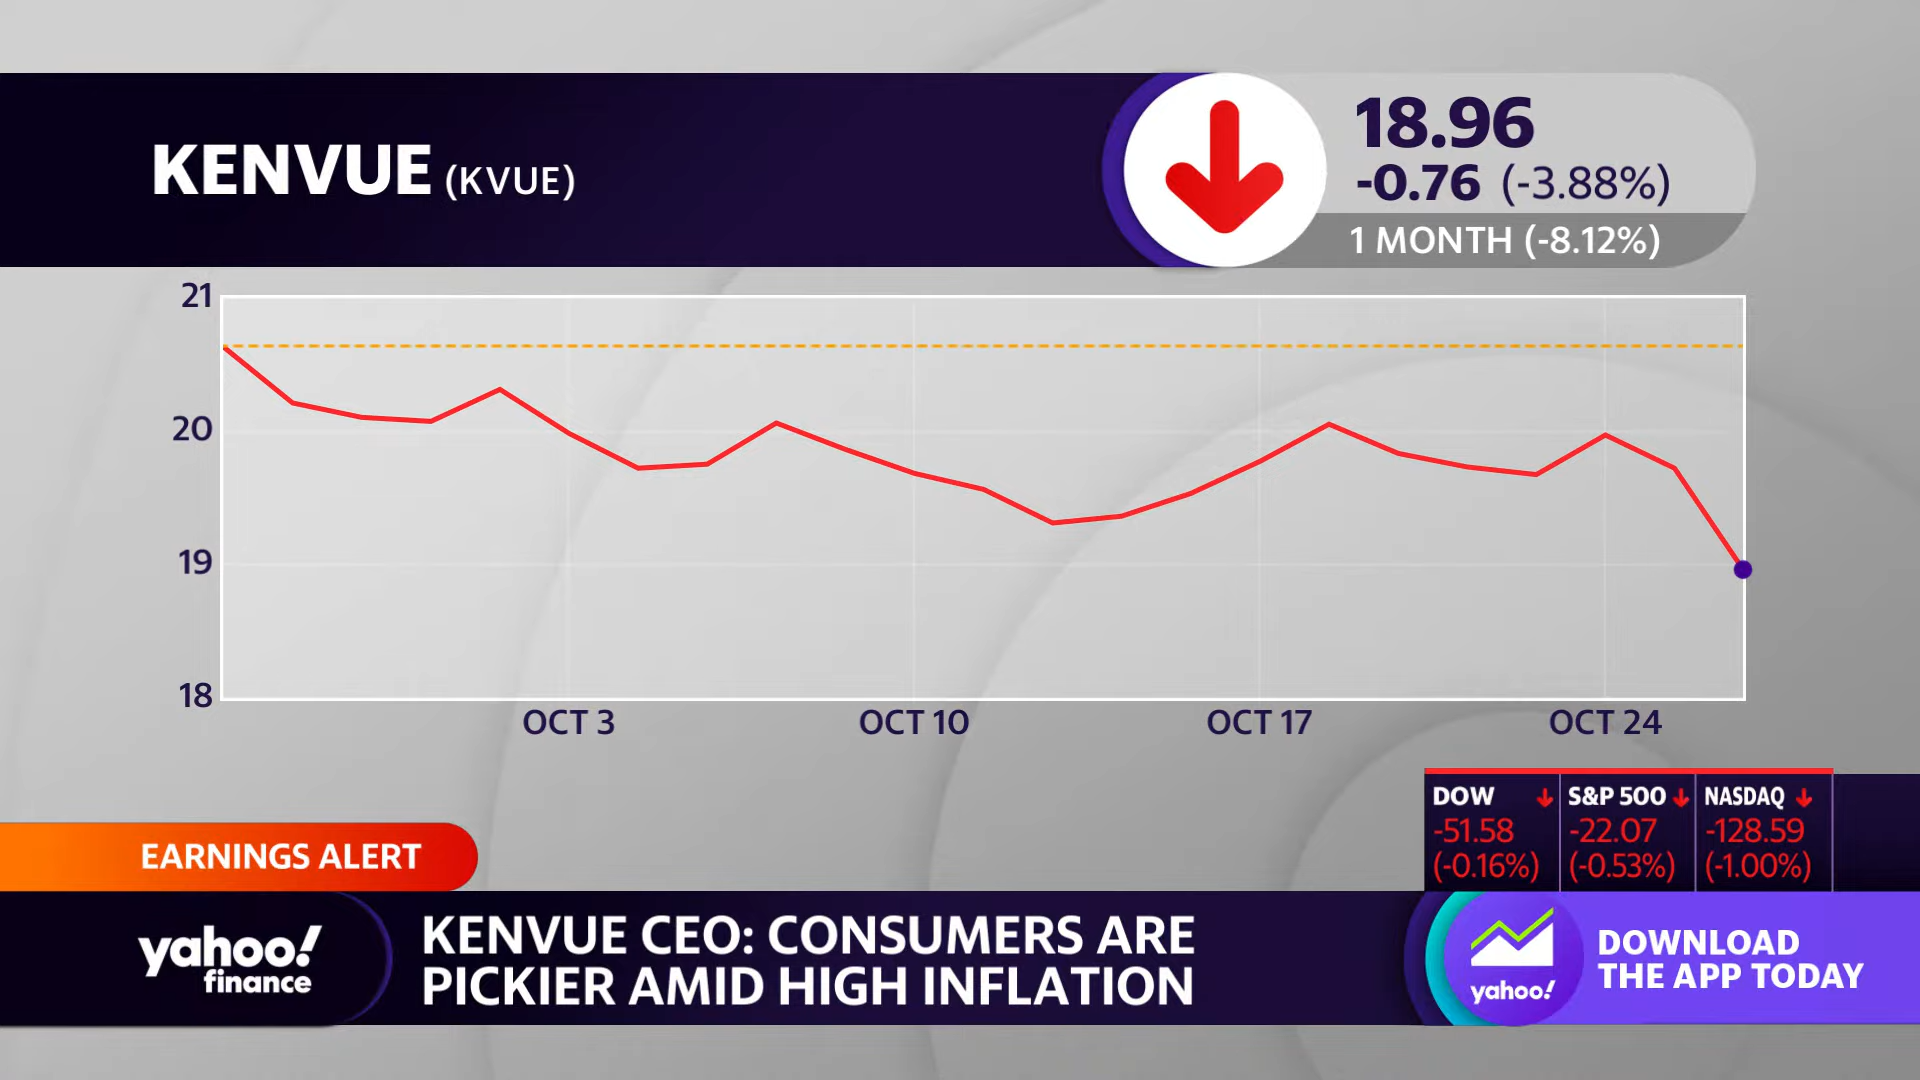 KENVUE (KVUE)
18.96
-0.76 (-3.88%)
1 MONTH (-8.12%)
21
20
19
18
OCT 3
OCT 10
OCT 17
OCT 24
DOW
-51.58
(-0.16%)
S&P 500
-22.07
(-0.53%)
NASDAQ
-128.59
(-1.00%)
EARNINGS ALERT
yahoo!
finance
KENVUE CEO: CONSUMERS ARE
PICKIER AMID HIGH INFLATION
yahoo!
DOWNLOAD
THE APP TODAY